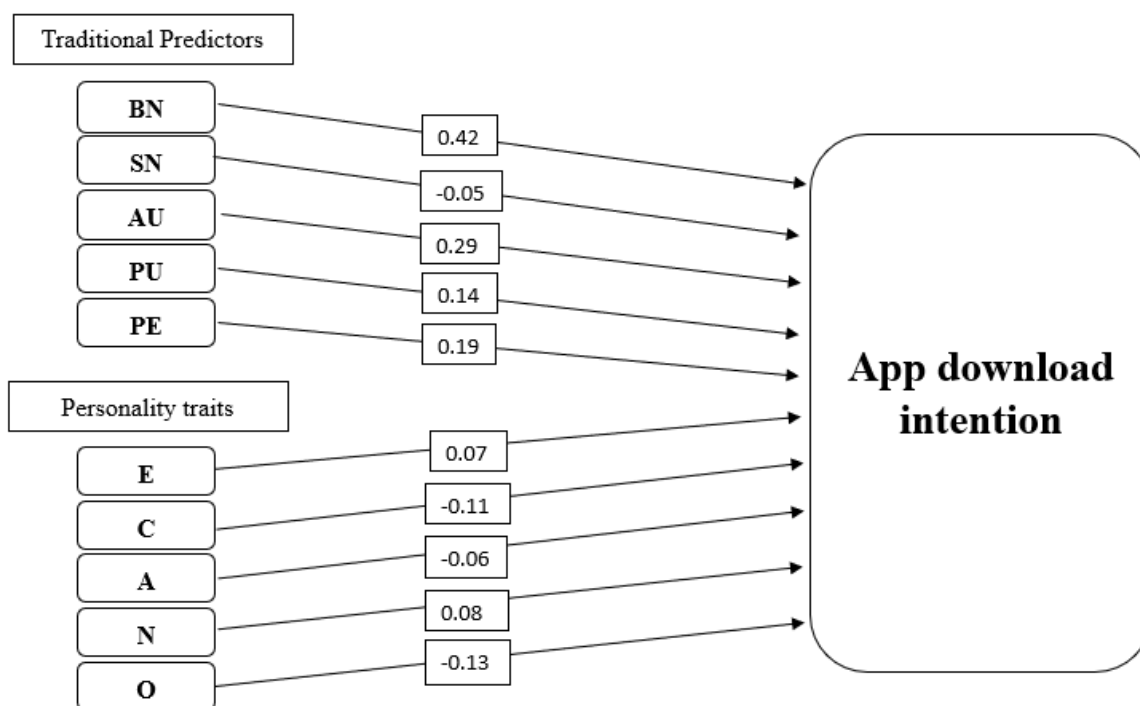 Traditional Predictors
BN
0.42
SN
-0.05
AU
0.29
PU
0.14
PE
0.19
Personality traits
E
0.07
C
-0.11
A
-0.06
N
0.08
O
-0.13
App download
intention